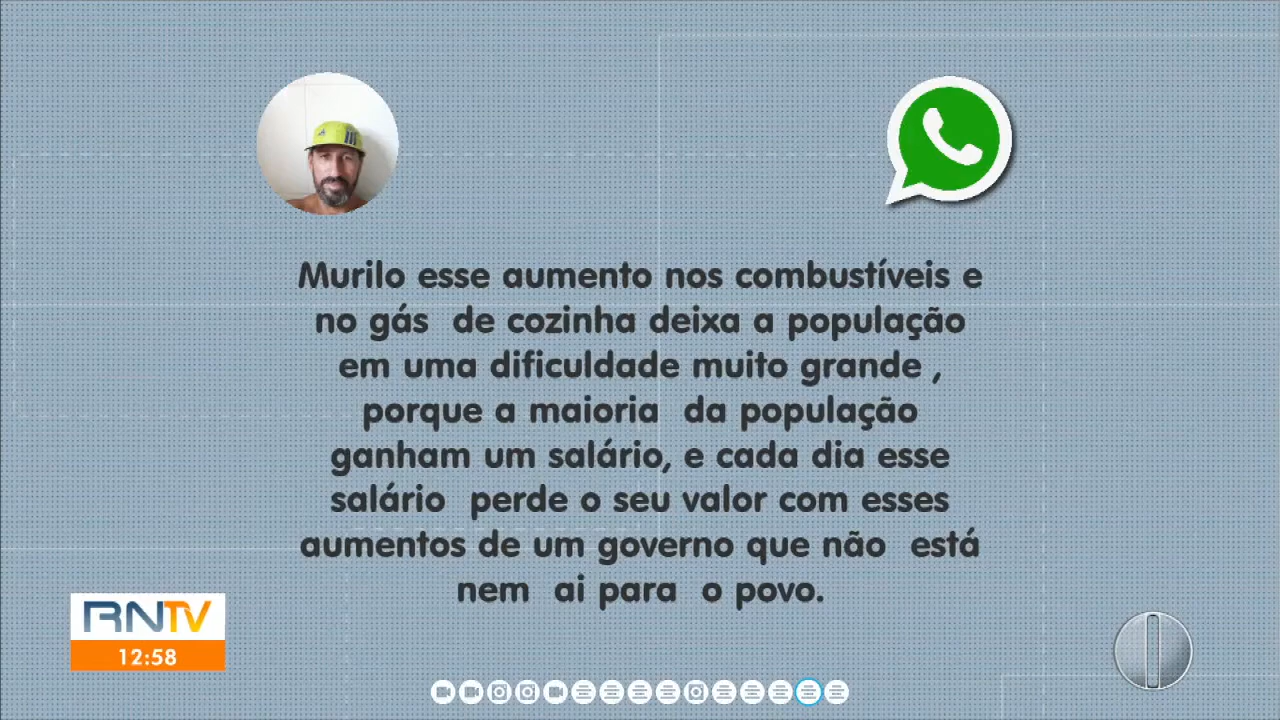 Murilo esse aumento nos combustíveis e
no gás  de cozinha deixa a população
em uma dificuldade muito grande ,
porque a maioria  da população
ganham um salário, e cada dia esse
salário  perde o seu valor com esses
aumentos de um governo que não  está
nem  ai para  o povo.
RNTV
12:58